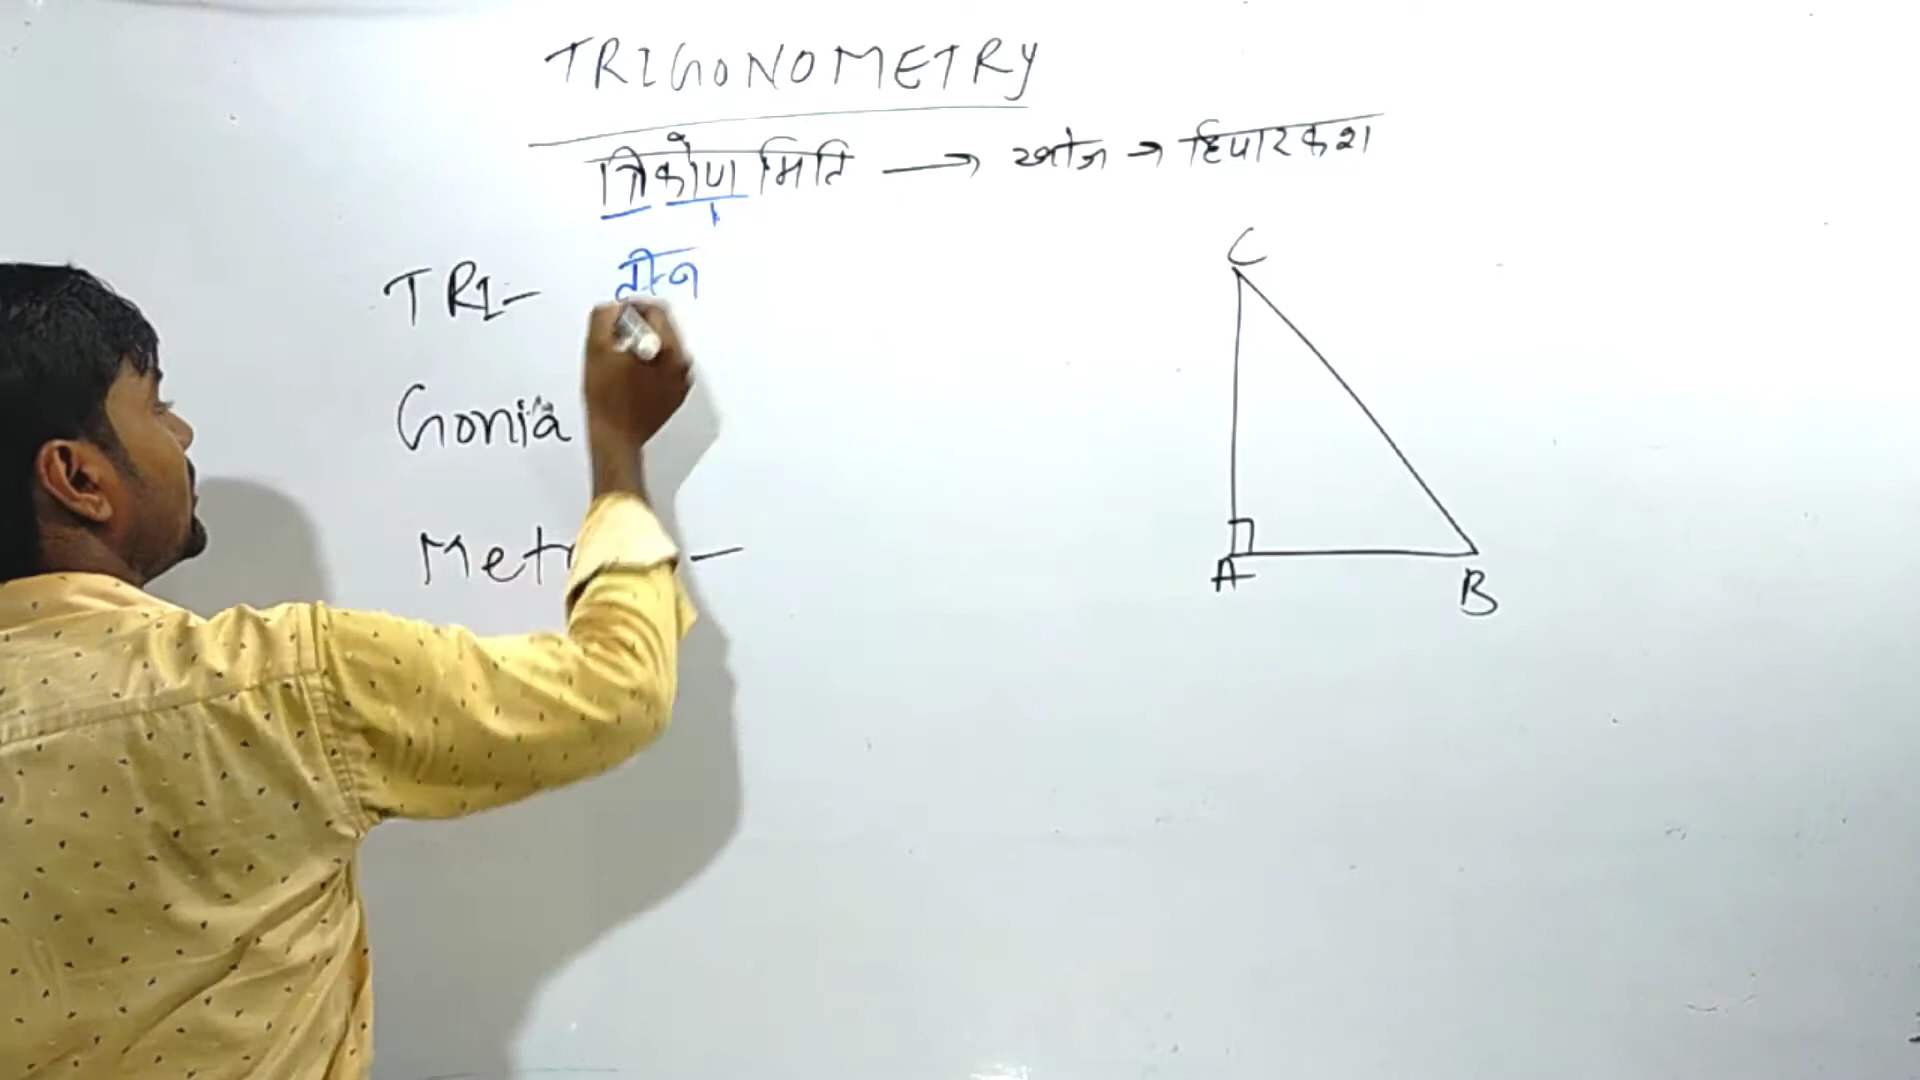 TRIGONOMETRY
त्रिकोणमिति → खोज → हिपारकश
TRI- तीन
Gonia
Metr -
C
A
B